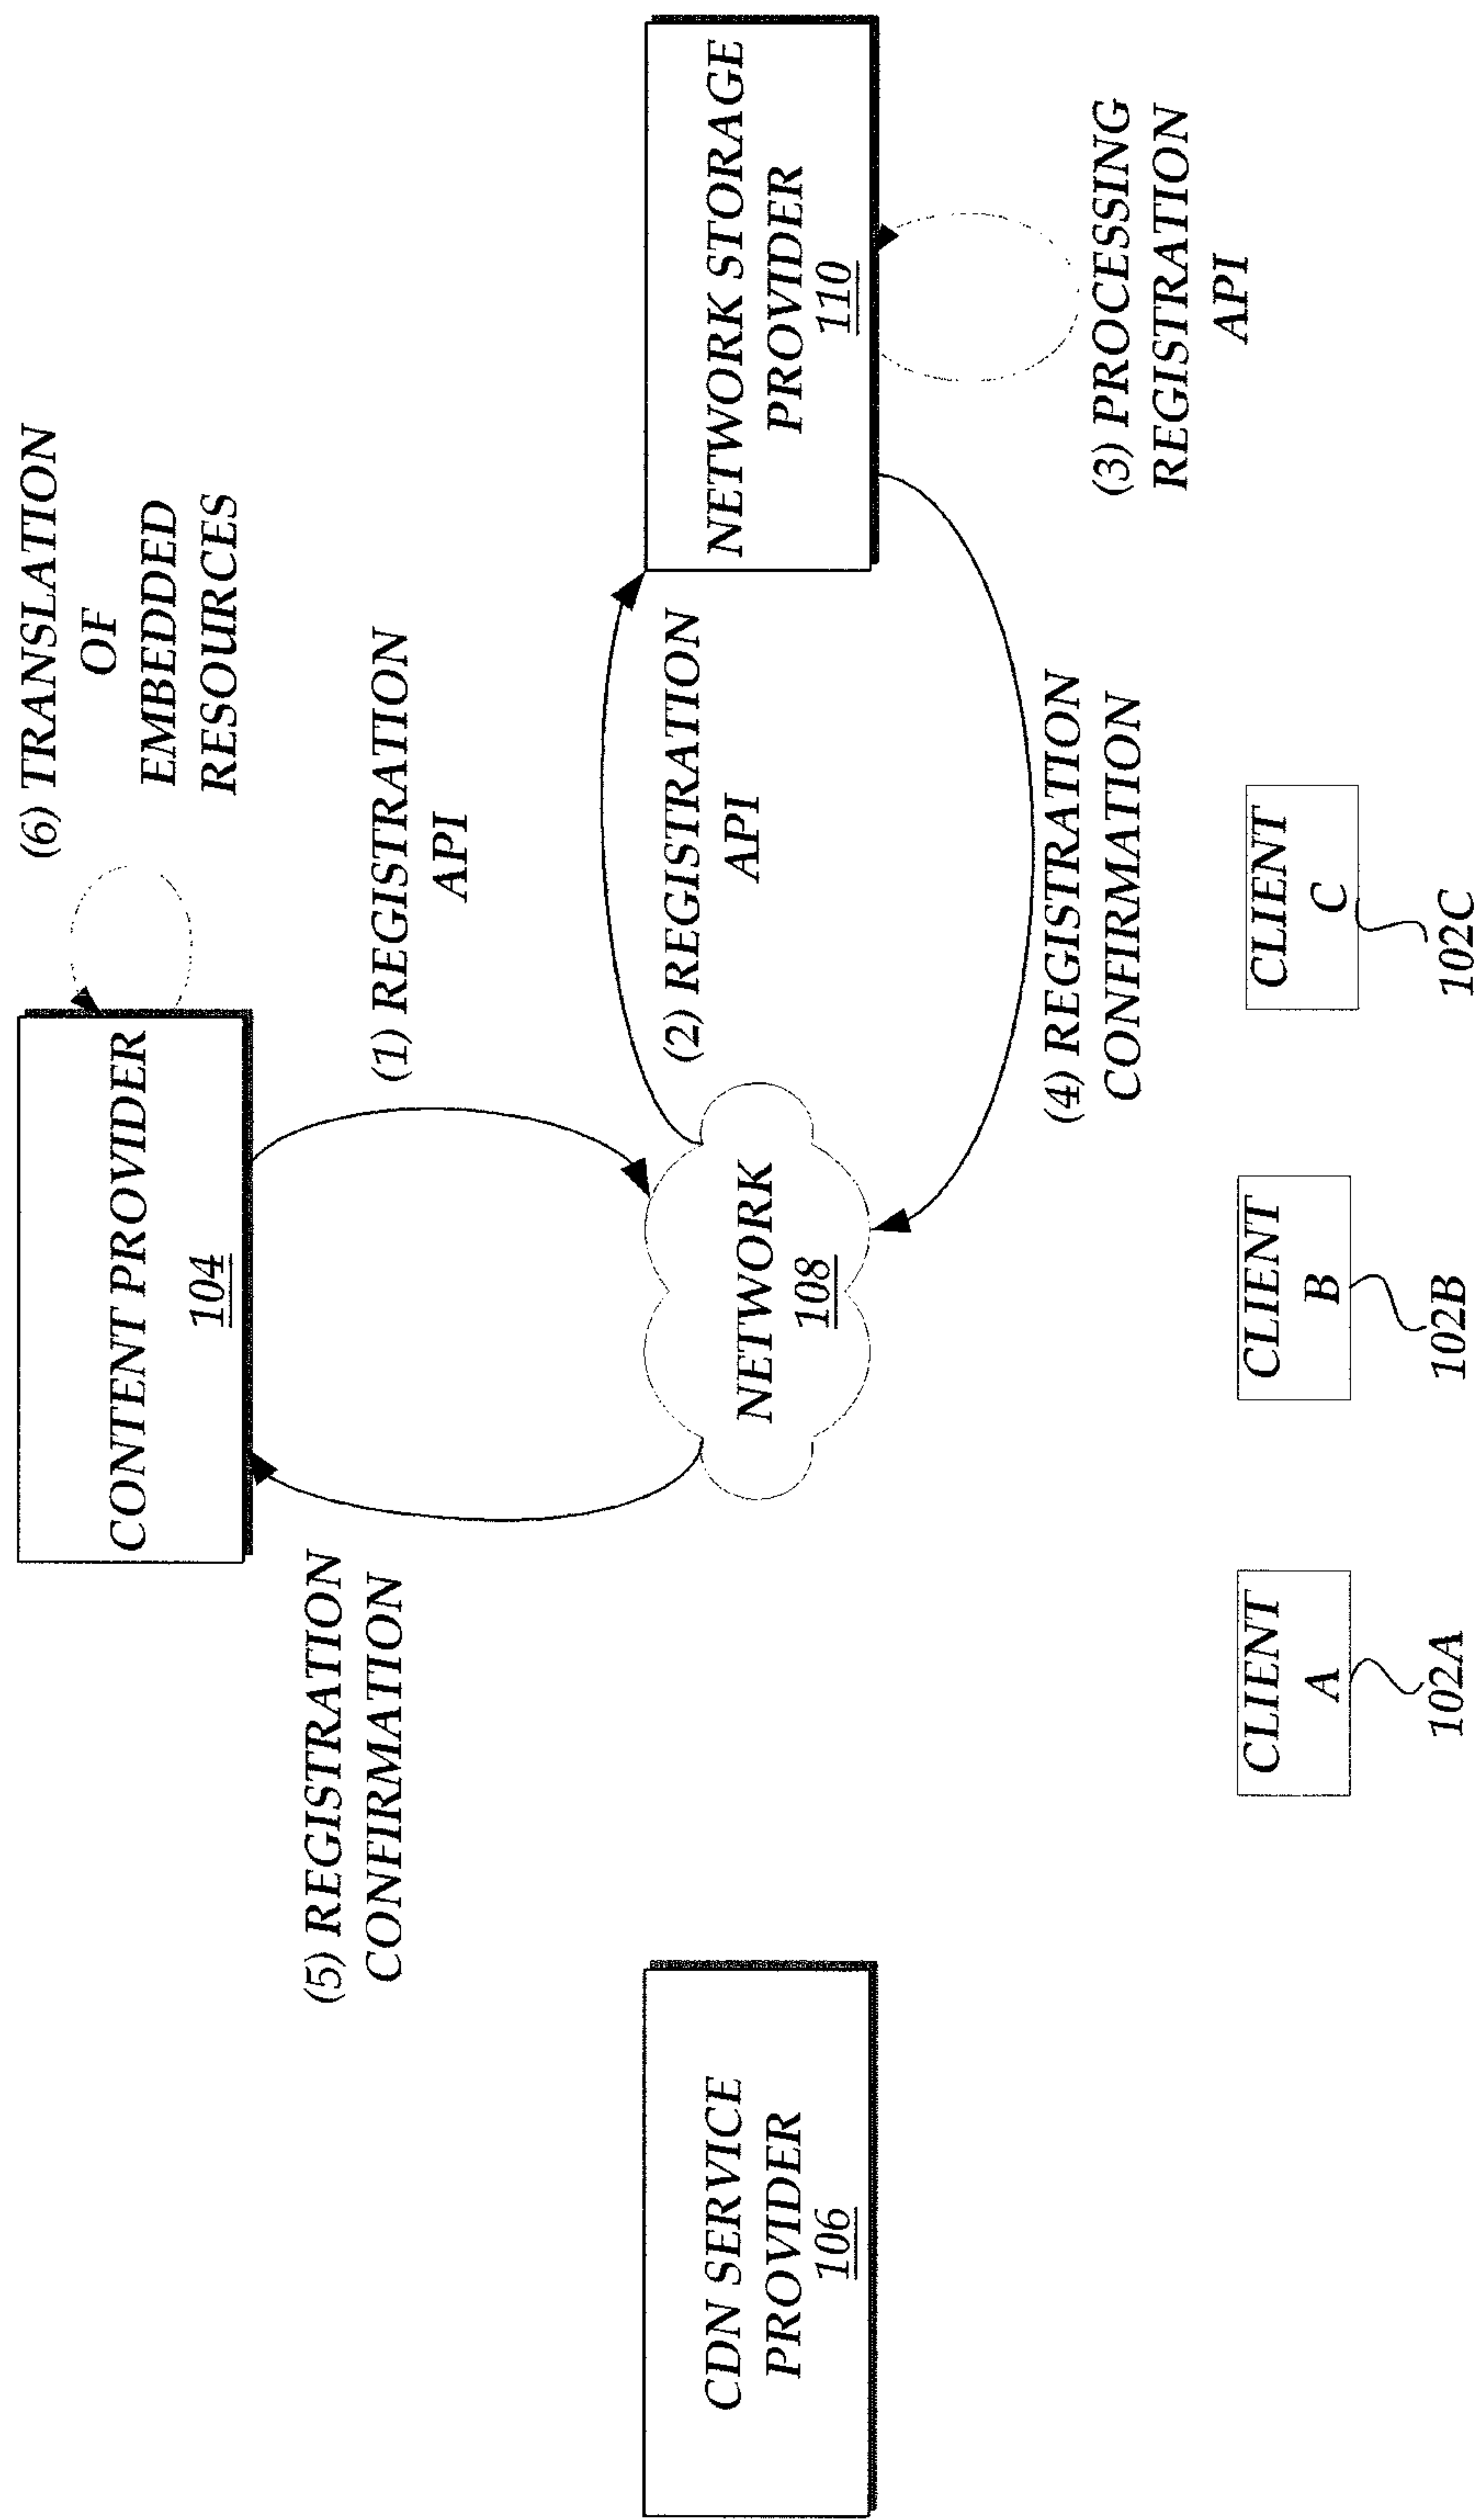 (6) TRANSLATION
OF
EMBEDDED
RESOURCES
CONTENT PROVIDER
104
(5) REGISTRATION
CONFIRMATION
(1) REGISTRATION
API
CDN SERVICE
PROVIDER
106
NETWORK
108
(2) REGISTRATION
API
NETWORK STORAGE
PROVIDER
110
(4) REGISTRATION
CONFIRMATION
(3) PROCESSING
REGISTRATION
API
CLIENT
A
102A
CLIENT
B
102B
CLIENT
C
102C